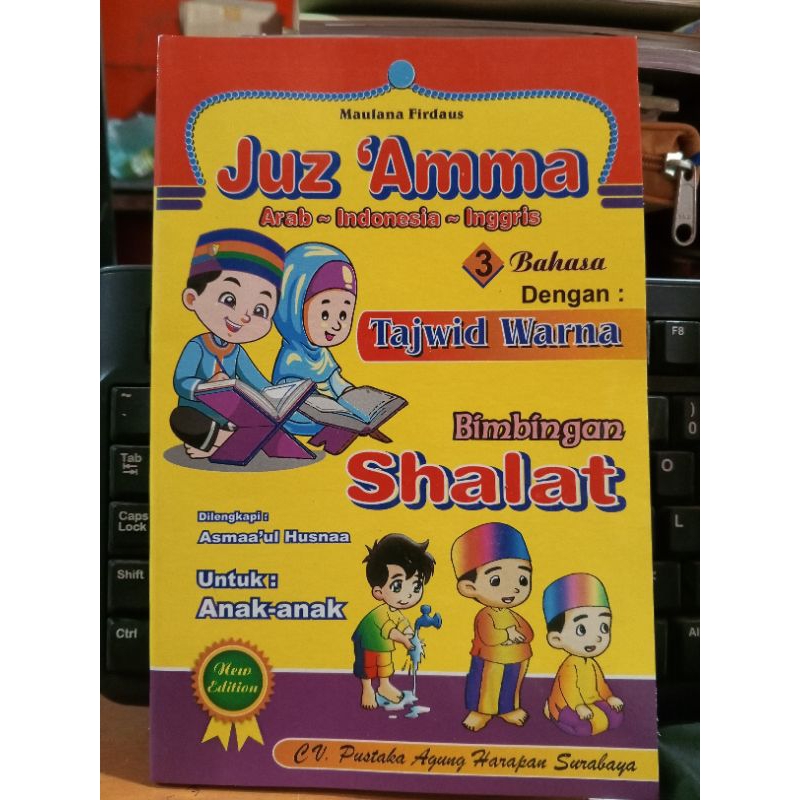 Maulana Firdaus
Juz ‘Amma
Arab ~ Indonesia ~ Inggris
3 Bahasa
Dengan :
Tajwid Warna
Bimbingan
Shalat
Dilengkapi :
Asmaa'ul Husnaa
Untuk :
Anak-anak
New
Edition
CV. Pustaka Agung Harapan Surabaya
~
Tab
Caps
Lock
Shift
Ctrl
F8
)
0
O
L
Al